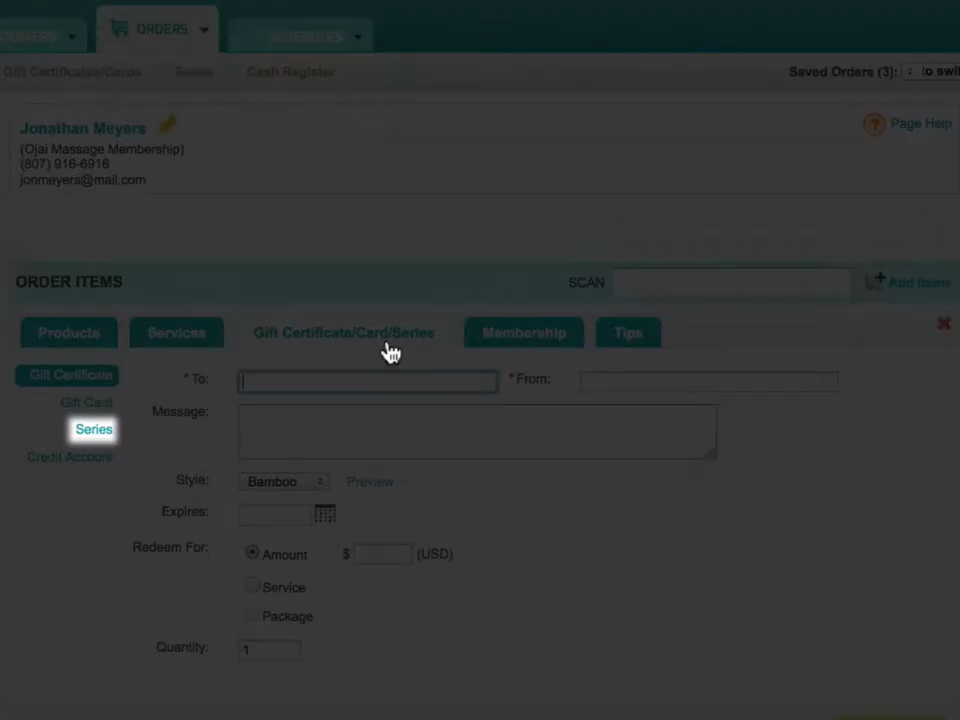 ORDERS SCHEDULES
Gift Certificates/Cards Series Cash Register Saved Orders (3): to swi
Jonathan Meyers
(Ojai Massage Membership)
(807) 916-6916
jonmeyers@mail.com
Page Help
ORDER ITEMS SCAN Add Items
Products Services Gift Certificate/Card/Series Membership Tips
Gift Certificate
Gift Card
Series
Credit Account
* To: * From:
Message:
Style: Bamboo Preview
Expires:
Redeem For: Amount $ (USD)
Service
Package
Quantity: 1